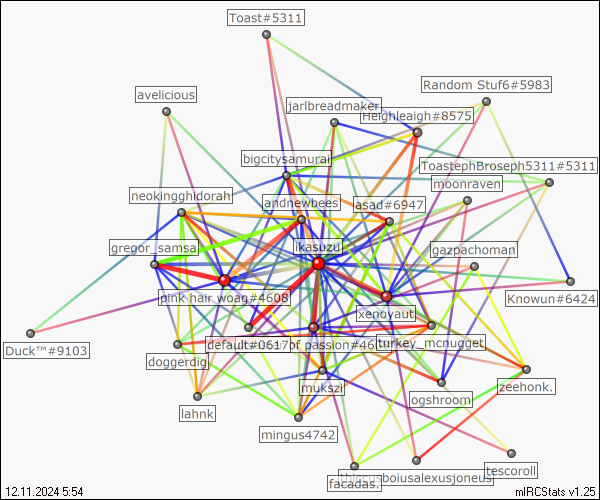 Toast#5311
Random Stuf6#5983
avelicious
jarlbreadmaker
Heighleaigh#8575
bigcitysamurai
ToastephBroseph5311#5311
moonraven
neokingghidorah
andnewbees
asad#6947
gregor_samsa
ikasuzu
gazpachoman
pink hair woag#4608
Knowun#6424
xenoyaut
default#0617
of passion#46
turkey_mcnugget
Duck™#9103
doggerdig
zeehonk.
mukszi
ogshroom
lahnk
mingus4742
tescoroll
facadas.
12.11.2024 5:54
mIRCStats v1.25